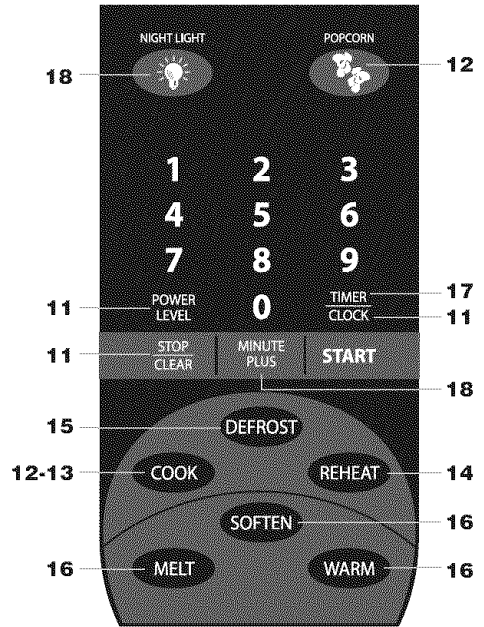 NIGHT LIGHT POPCORN
18 12
1 2 3
4 5 6
7 8 9
11 POWER LEVEL 0 TIMER 17
CLOCK 11
11 STOP CLEAR MINUTE PLUS START
18
15 DEFROST
12-13 COOK REHEAT 14
SOFTEN 16
16 MELT WARM 16